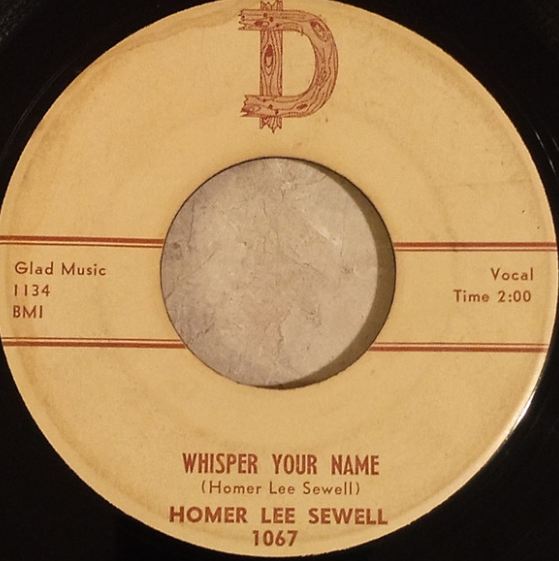 D
Glad Music
1134
BMI
Vocal
Time 2:00
WHISPER YOUR NAME
(Homer Lee Sewell)
HOMER LEE SEWELL
1067